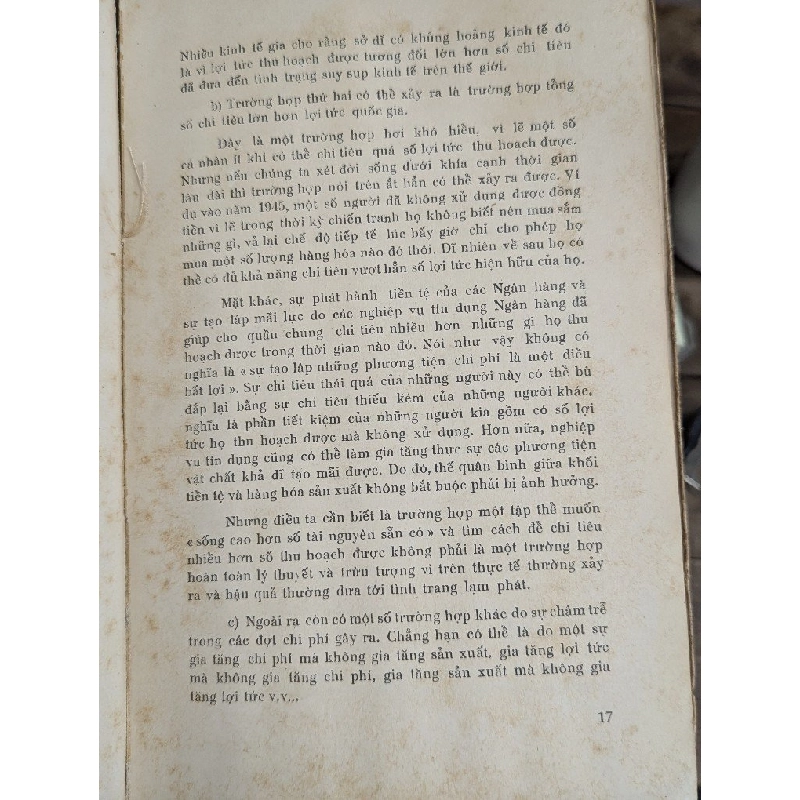 Nhiều kinh tế gia cho rằng sở dĩ có khủng hoảng kinh tế đó
là vì lợi tức thu hoạch được tương đối lớn hơn số chi tiên
đã đưa đến tình trạng suy sụp kinh tế trên thế giới.
b) Trường hợp thứ hai có thể xẩy ra là trường hợp tổng
số chi tiêu lớn hơn lợi tức quốc gia.
Đây là một trường hợp hơi khó hiểu, vì lẽ một số
cá nhân ít khi có thể chi tiêu quá số lợi tức thu hoạch được.
Nhưng nếu chúng ta xét đời sống dưới khía cạnh thời gian
lâu dài thì trường hợp nói trên ắt hẳn có thể xảy ra được. Ví
dụ vào năm 1945, một số người đã không xử dụng được đồng
tiền vì lẽ trong thời kỳ chiến tranh họ không biết nên mua sắm
những gì, vả lai chế độ tiếp tế lúc bấy giờ chỉ cho phép họ
mua một số lượng hàng hóa nào đó thôi. Dĩ nhiên về sau họ có
thể có đủ khả năng chi tiêu vượt hẳn số lợi tức hiện hữu của họ.
Mặt khác, sự phát hành tiền tệ của các Ngân hàng và
sự tạo lập mãi lực do các nghiệp vụ tín dụng Ngân hàng đã
giúp cho quần chúng chi tiêu nhiều hơn những gì họ thu
hoạch được trong thời gian nào đó. Nói như vậy không có
nghĩa là « sự tạo lập những phương tiện chi phí là một điều
bất lợi ». Sự chi tiêu thái quá của những người này có thể bù
đắp lại bằng sự chi tiêu thiếu kém của những người khác,
nghĩa là phần tiết kiệm của những người kia gồm có số lợi
tức họ thn hoạch được mà không xử dụng. Hơn nữa, nghiệp
vụ tín dụng cũng có thể làm gia tăng thực sự các phương tiện
vật chất khả dĩ tạo mãi được. Do đó, thế quân bình giữa khối
tiền tệ và hàng hóa sản xuất không bắt buộc phải bị ảnh hưởng.
Nhưng điều ta cần biết là trường hợp một tập thể muốn
« sống cao hơn số tài nguyên sẵn có » và tìm cách để chi tiêu
nhiều hơn số thu hoạch được không phải là một trường hợp
hoàn toàn lý thuyết và trừu tượng vì trên thực tế thường xảy
ra và hậu quả thường đưa tới tình trạng lạm phát.
c) Ngoài ra còn có một số trường hợp khác do sự chậm trễ
trong các đợt chi phí gây ra. Chẳng hạn có thể là do một sự
gia tăng chi phí mà không gia tăng sản xuất, gia tăng lợi tức
mà không gia tăng chi phí, gia tăng sản xuất mà không gia
tăng lợi tức v.v...
17